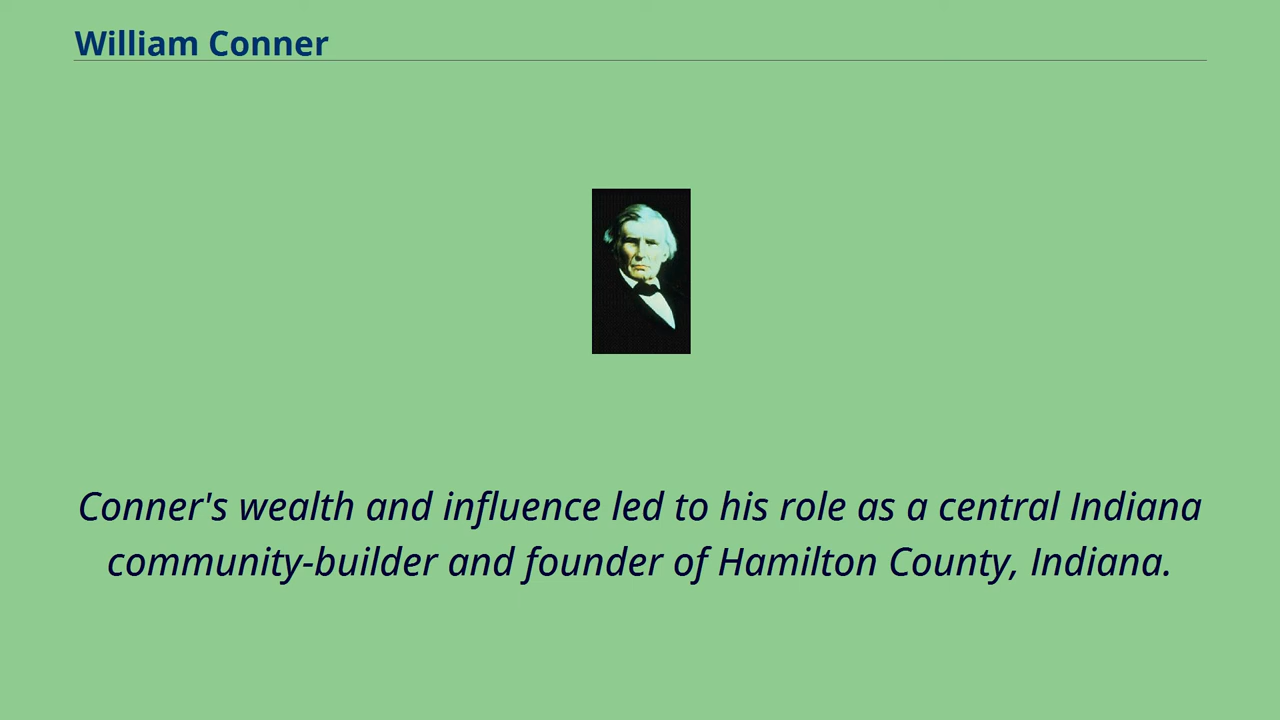 William Conner
Conner's wealth and influence led to his role as a central Indiana
community-builder and founder of Hamilton County, Indiana.